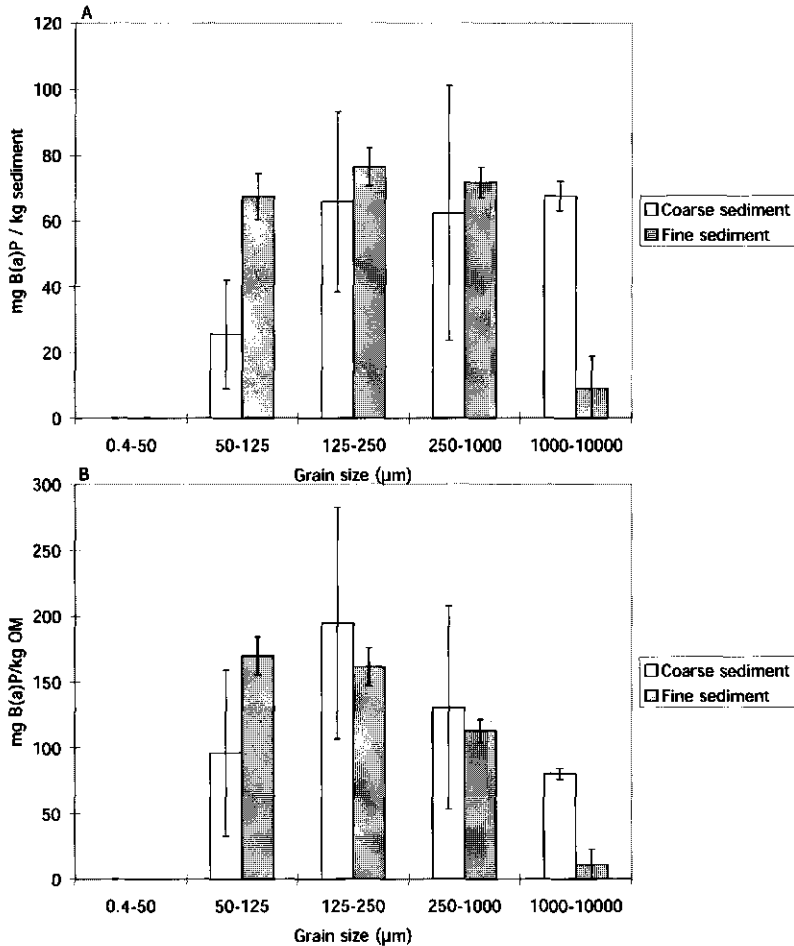 A
120
100
80
60
40
20
0
mg B(a)P / kg sediment
0.4-50 50-125 125-250 250-1000 1000-10000
Grain size (µm)
Coarse sediment
Fine sediment
B
300
250
200
150
100
50
0
mg B(a)P/kg OM
0.4-50 50-125 125-250 250-1000 1000-10000
Grain size (µm)
Coarse sediment
Fine sediment